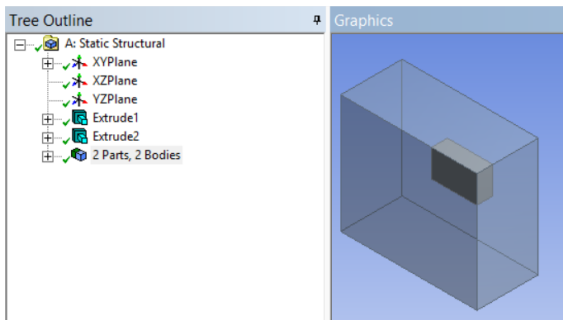 Tree Outline
Graphics
A: Static Structural
XYPlane
XZPlane
YZPlane
Extrude1
Extrude2
2 Parts, 2 Bodies